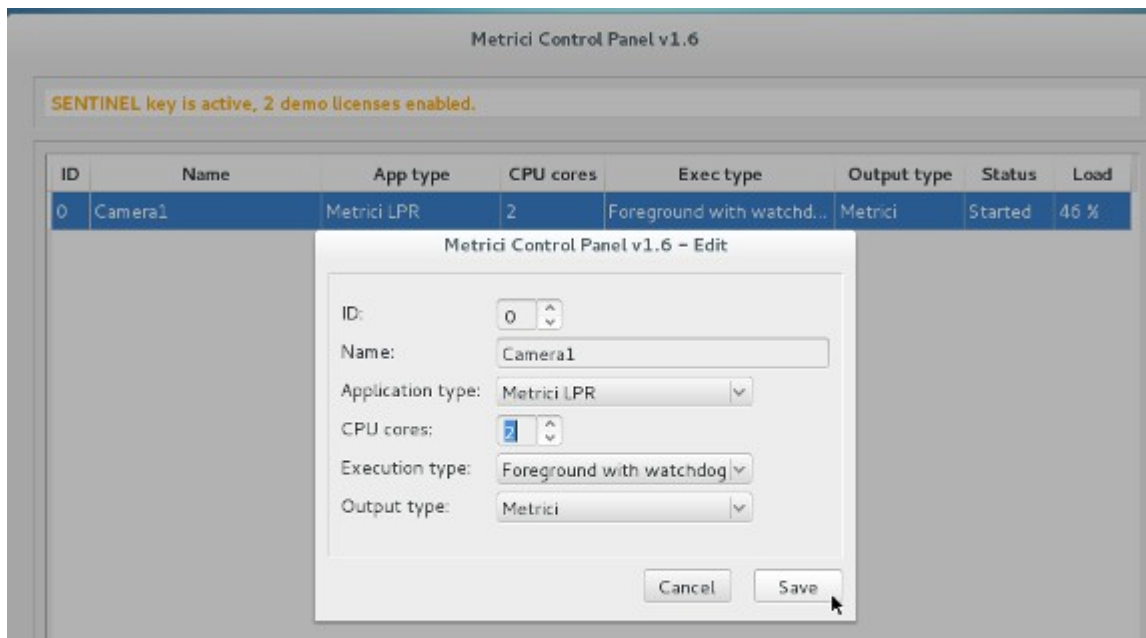 Metrici Control Panel v1.6
SENTINEL key is active, 2 demo licenses enabled.
ID Name App type CPU cores Exec type Output type Status Load
0 Camera1 Metrici LPR 2 Foreground with watchd... Metrici Started 46 %
Metrici Control Panel v1.6 - Edit
ID: 0
Name: Camera1
Application type: Metrici LPR
CPU cores: 2
Execution type: Foreground with watchdog
Output type: Metrici
Cancel Save